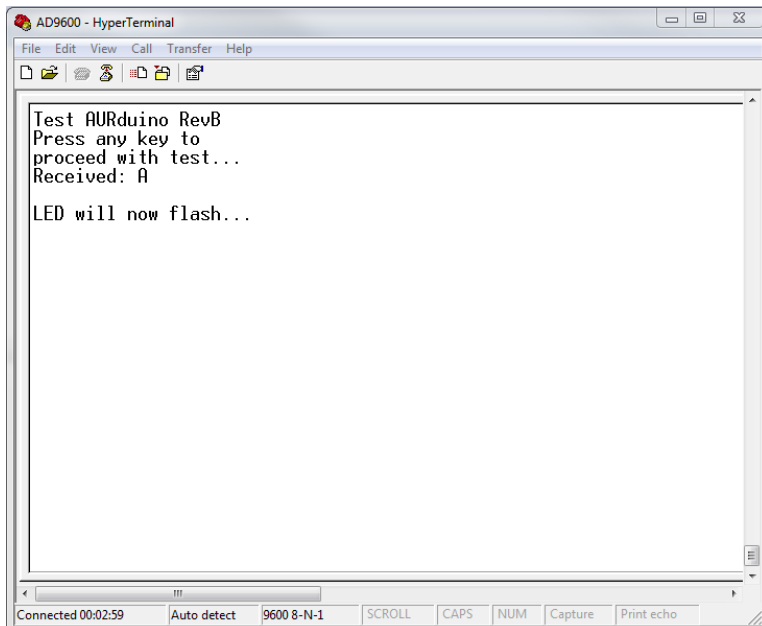 AD9600 - HyperTerminal
File Edit View Call Transfer Help
Test AURduino RevB
Press any key to
proceed with test...
Received: A
LED will now flash...
Connected 00:02:59 Auto detect 9600 8-N-1 SCROLL CAPS NUM Capture Print echo